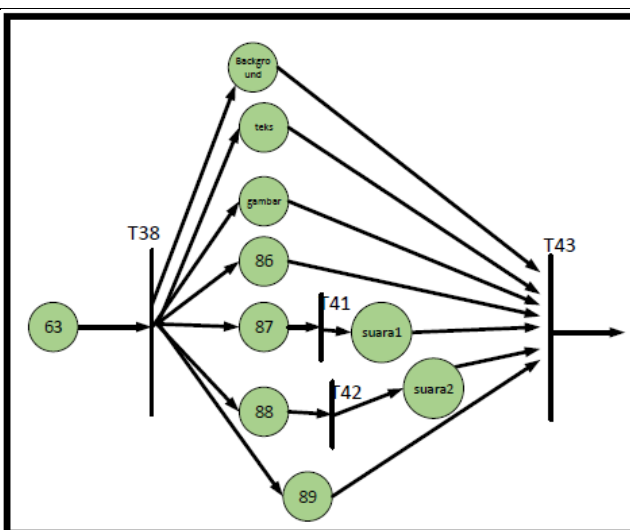 Backgro
und
teks
gambar
T38
T43
86
63
87
T41
suara1
88
T42
suara2
89